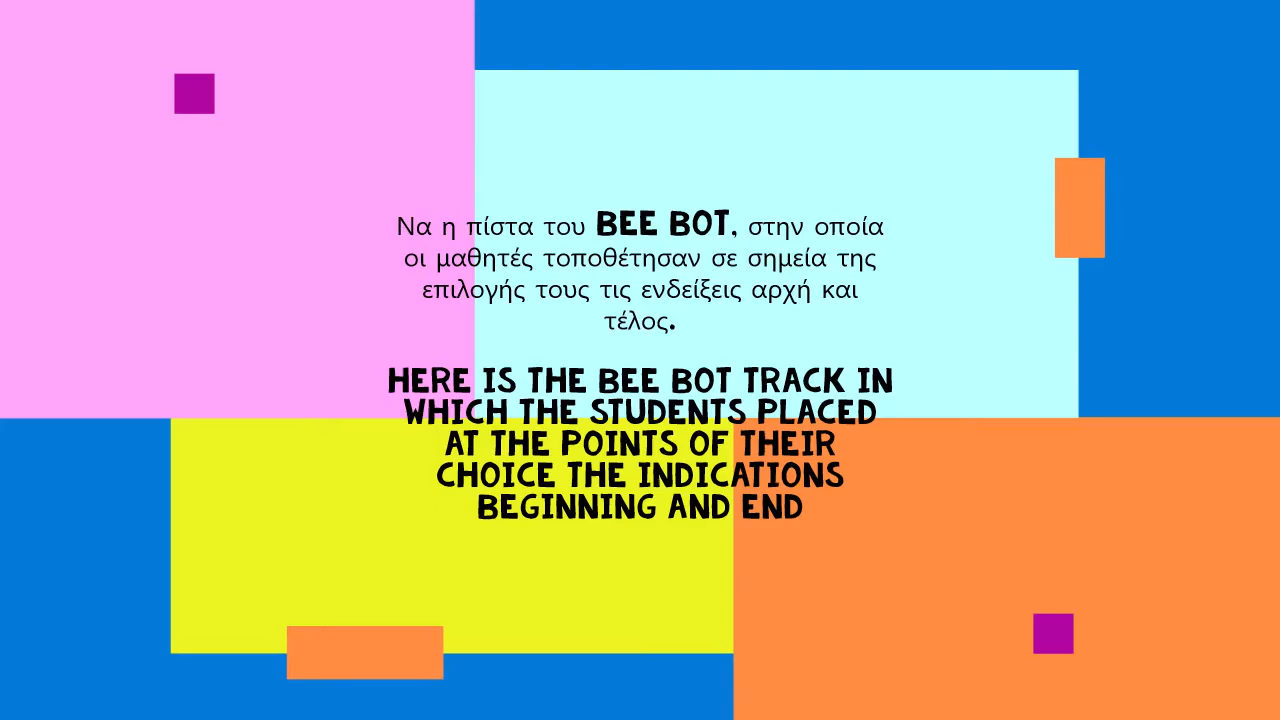 Να η πίστα του BEE BOT, στην οποία
οι μαθητές τοποθέτησαν σε σημεία της
επιλογής τους τις ενδείξεις αρχή και
τέλος.
HERE IS THE BEE BOT TRACK IN
WHICH THE STUDENTS PLACED
AT THE POINTS OF THEIR
CHOICE THE INDICATIONS
BEGINNING AND END